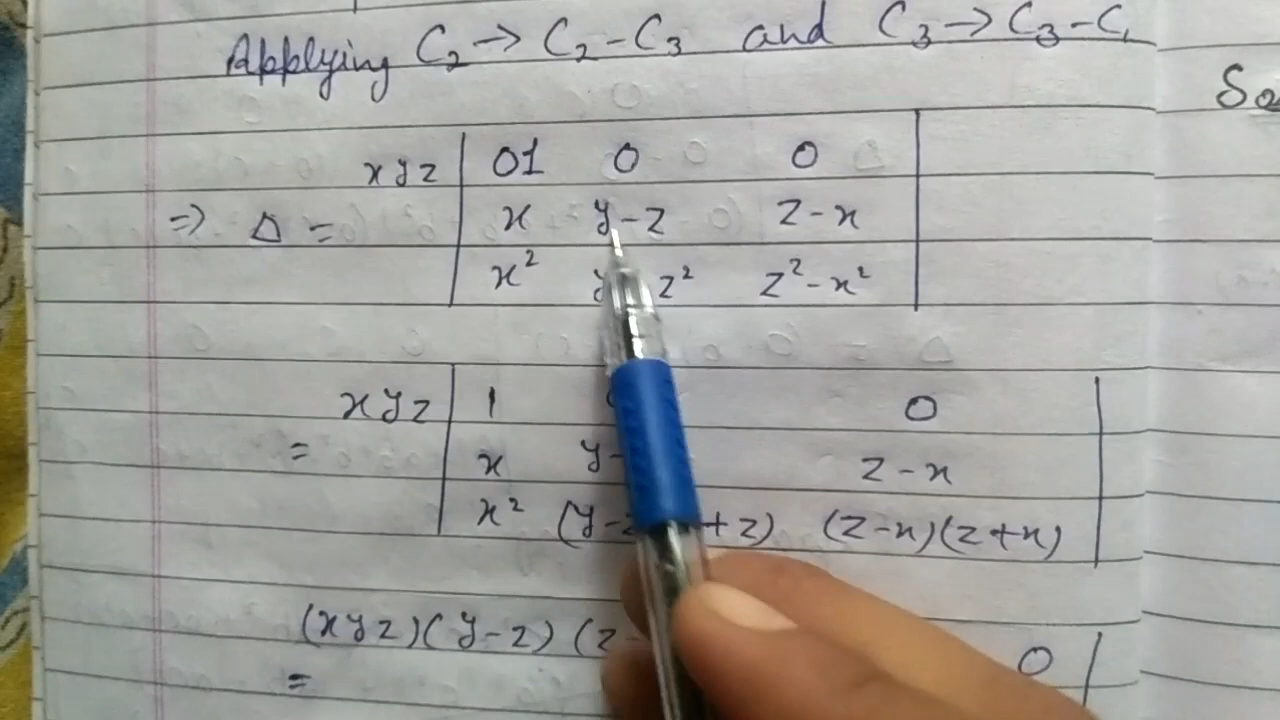 Applying C₂ → C₂ - C₃ and C₃ → C₃ - C₁
So
xyz | 01 0 0 |
⇒ Δ = | x y-z z-x |
| x² z² z²-x² |
xyz | 1 0 |
= | x y- z-x |
| x² (y-z +z) (z-x)(z+x) |
(xyz)(y-z)(z- 0 |
=